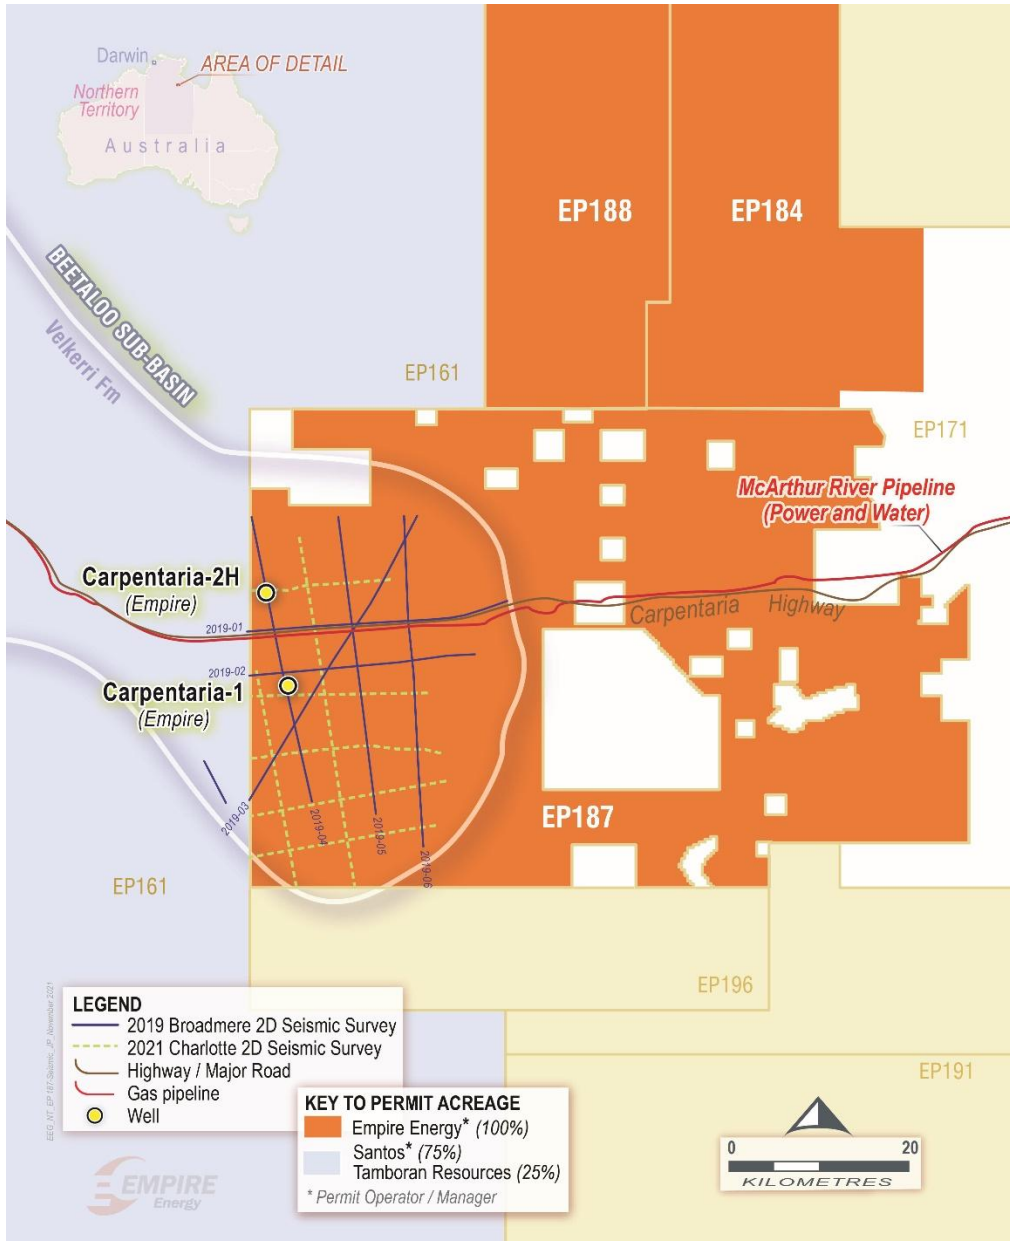 Darwin
AREA OF DETAIL
Northern
Territory
Australia
EP188
EP184
BEETALOO SUB-BASIN
Velkerri Fm
EP161
EP171
McArthur River Pipeline
(Power and Water)
Carpentaria-2H
(Empire)
Carpentaria Highway
2019-01
2019-02
Carpentaria-1
(Empire)
2019-03
2019-04
2019-05
2019-06
EP187
EP161
EP196
EP191
EEG_NT_EP 187-Seismic_JP_November 2021
LEGEND
2019 Broadmere 2D Seismic Survey
2021 Charlotte 2D Seismic Survey
Highway / Major Road
Gas pipeline
Well
KEY TO PERMIT ACREAGE
Empire Energy* (100%)
Santos* (75%)
Tamboran Resources (25%)
* Permit Operator / Manager
0 20
KILOMETRES
EMPIRE
Energy